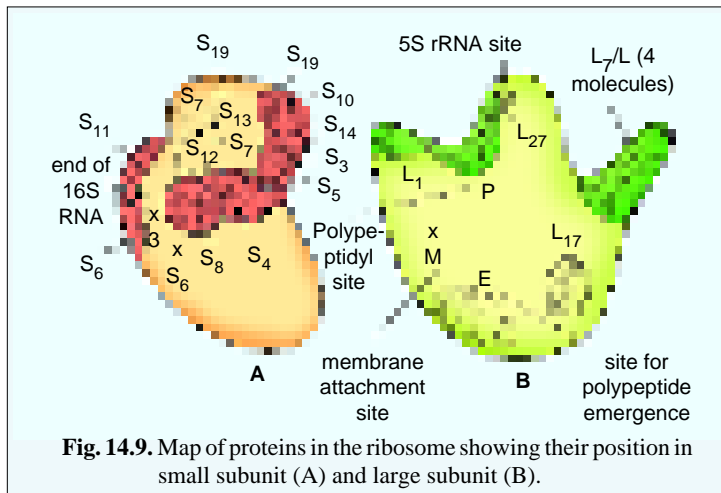 S19
S19
5S rRNA site
L7/L (4
molecules)
S7
S10
S13
S11
S14
L27
S7
S12
S3
end of
16S
RNA
S5
L1
P
x
3
x
Polype-
ptidyl
site
x
M
L17
S6
S8
S4
E
S6
membrane
attachment
site
site for
polypeptide
emergence
A
B
Fig. 14.9. Map of proteins in the ribosome showing their position in
small subunit (A) and large subunit (B).